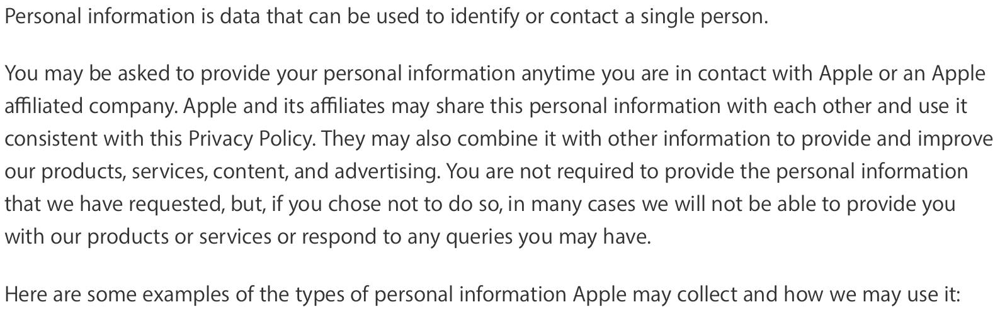 Personal information is data that can be used to identify or contact a single person.
You may be asked to provide your personal information anytime you are in contact with Apple or an Apple
affiliated company. Apple and its affiliates may share this personal information with each other and use it
consistent with this Privacy Policy. They may also combine it with other information to provide and improve
our products, services, content, and advertising. You are not required to provide the personal information
that we have requested, but, if you chose not to do so, in many cases we will not be able to provide you
with our products or services or respond to any queries you may have.
Here are some examples of the types of personal information Apple may collect and how we may use it: